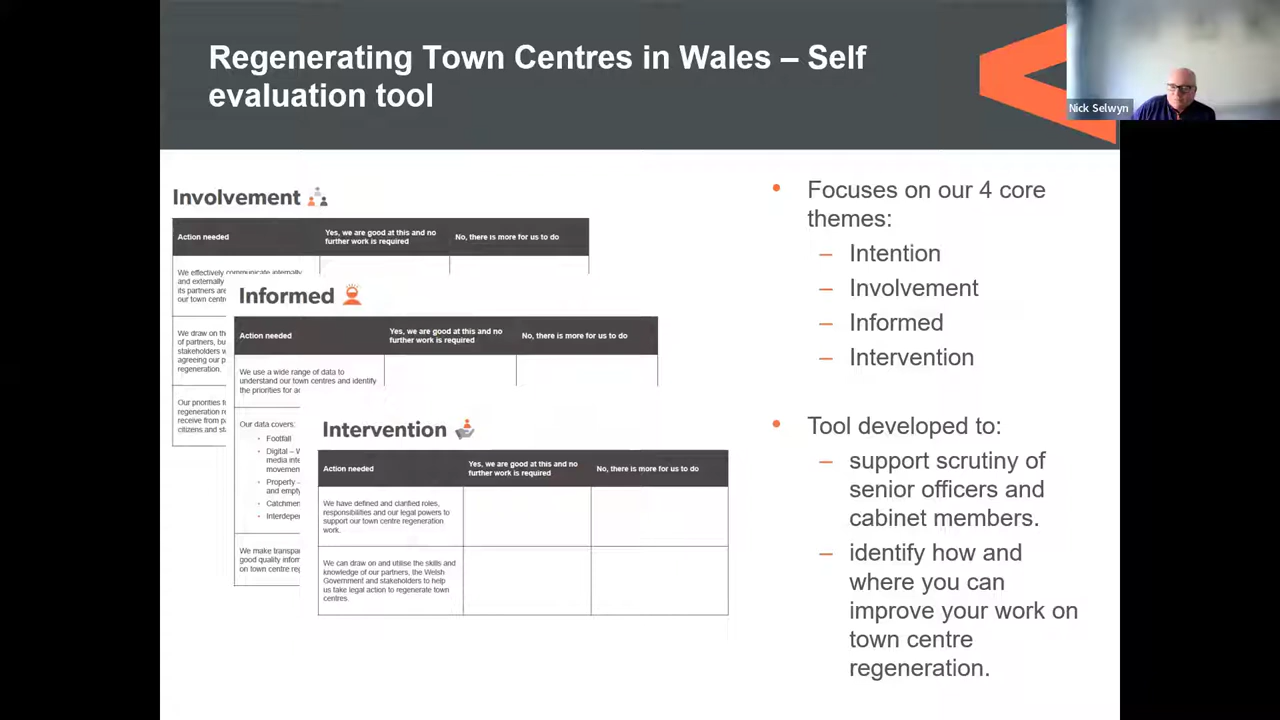 Regenerating Town Centres in Wales – Self
evaluation tool
Nick Selwyn
Involvement
Action needed
Yes, we are good at this and no
further work is required
No, there is more for us to do
We effectively communicate internally
and externally
its partners are
our town centr
We draw on th
of partners, bu
stakeholders w
agreeing our p
regeneration.
Our priorities f
regeneration re
receive from p
citizens and st
Informed
Action needed
Yes, we are good at this and no
further work is required
No, there is more for us to do
We use a wide range of data to
understand our town centres and identify
the priorities for ac
Our data covers:
• Footfall
• Digital – W
media inte
movemen
• Property –
and empty
• Catchmen
• Interdepe
We make transpa
good quality inform
on town centre reg
Intervention
Action needed
Yes, we are good at this and no
further work is required
No, there is more for us to do
We have defined and clarified roles,
responsibilities and our legal powers to
support our town centre regeneration
work.
We can draw on and utilise the skills and
knowledge of our partners, the Welsh
Government and stakeholders to help
us take legal action to regenerate town
centres.
• Focuses on our 4 core
themes:
– Intention
– Involvement
– Informed
– Intervention
• Tool developed to:
– support scrutiny of
senior officers and
cabinet members.
– identify how and
where you can
improve your work on
town centre
regeneration.